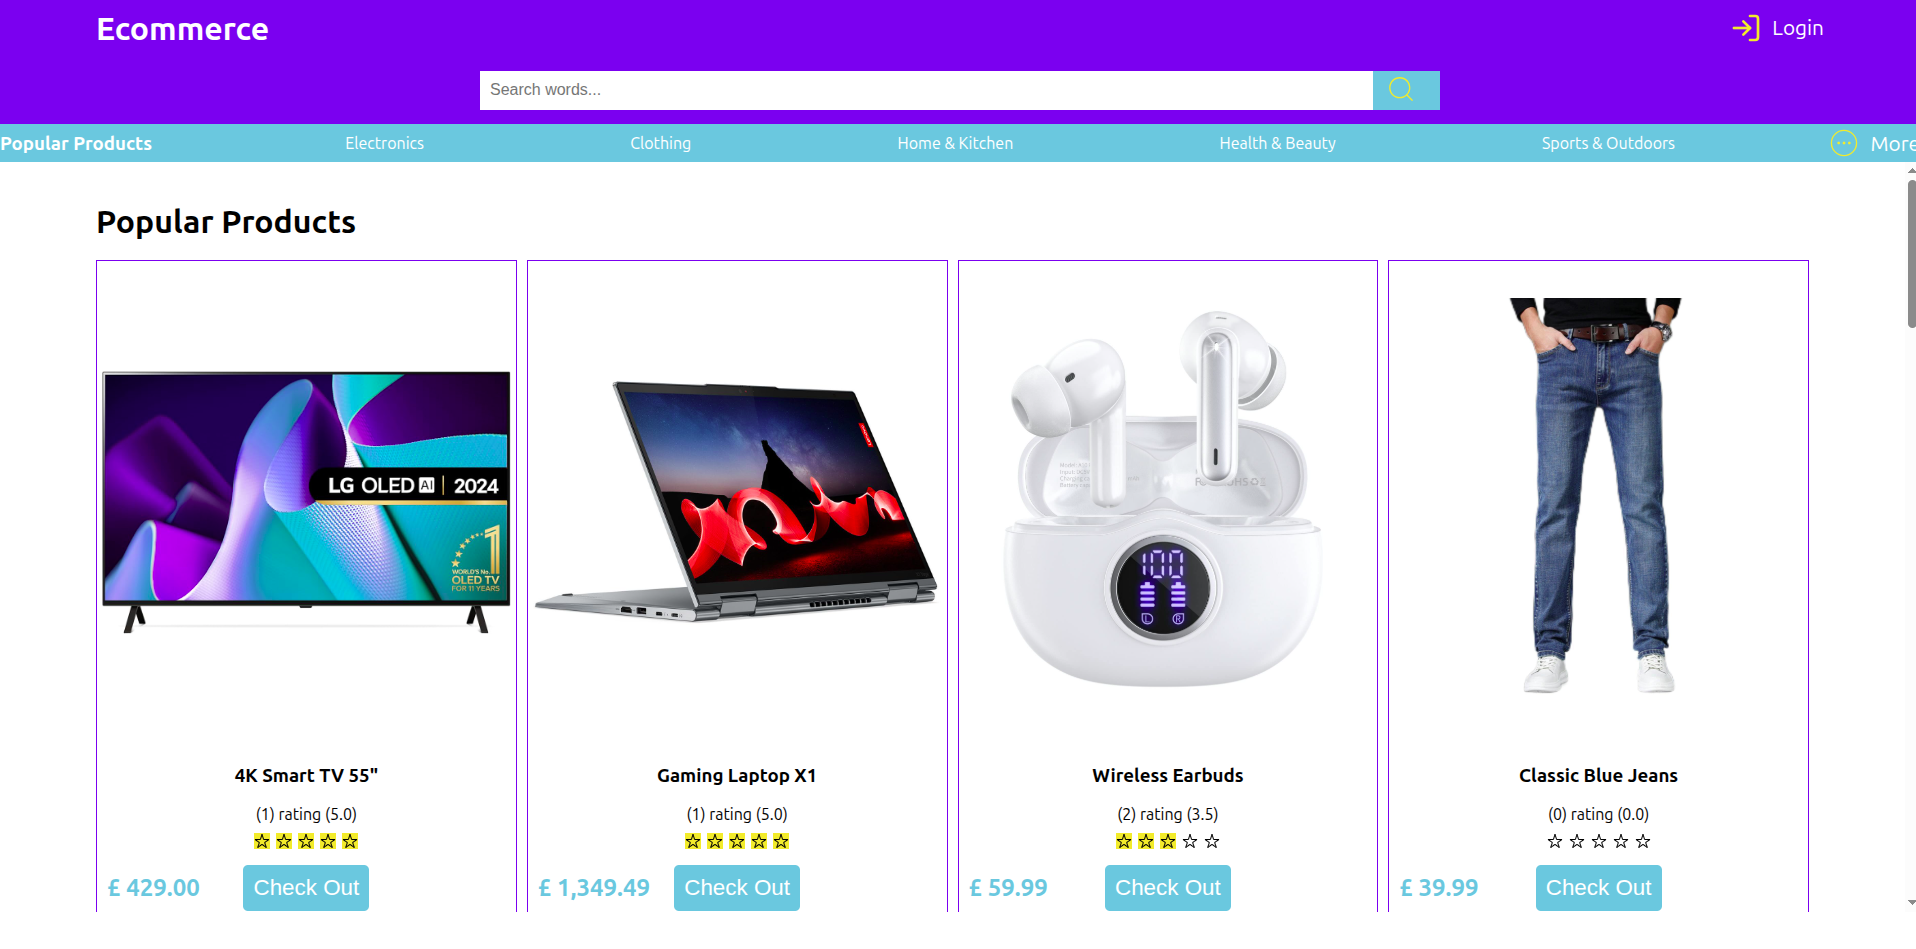 Ecommerce
Login
Search words...
Popular Products
Electronics
Clothing
Home & Kitchen
Health & Beauty
Sports & Outdoors
More
Popular Products
LG OLED AI | 2024
1
WORLD'S No.1
OLED TV
FOR 11 YEARS
100
L R
4K Smart TV 55"
(1) rating (5.0)
£ 429.00
Check Out
Gaming Laptop X1
(1) rating (5.0)
£ 1,349.49
Check Out
Wireless Earbuds
(2) rating (3.5)
£ 59.99
Check Out
Classic Blue Jeans
(0) rating (0.0)
£ 39.99
Check Out